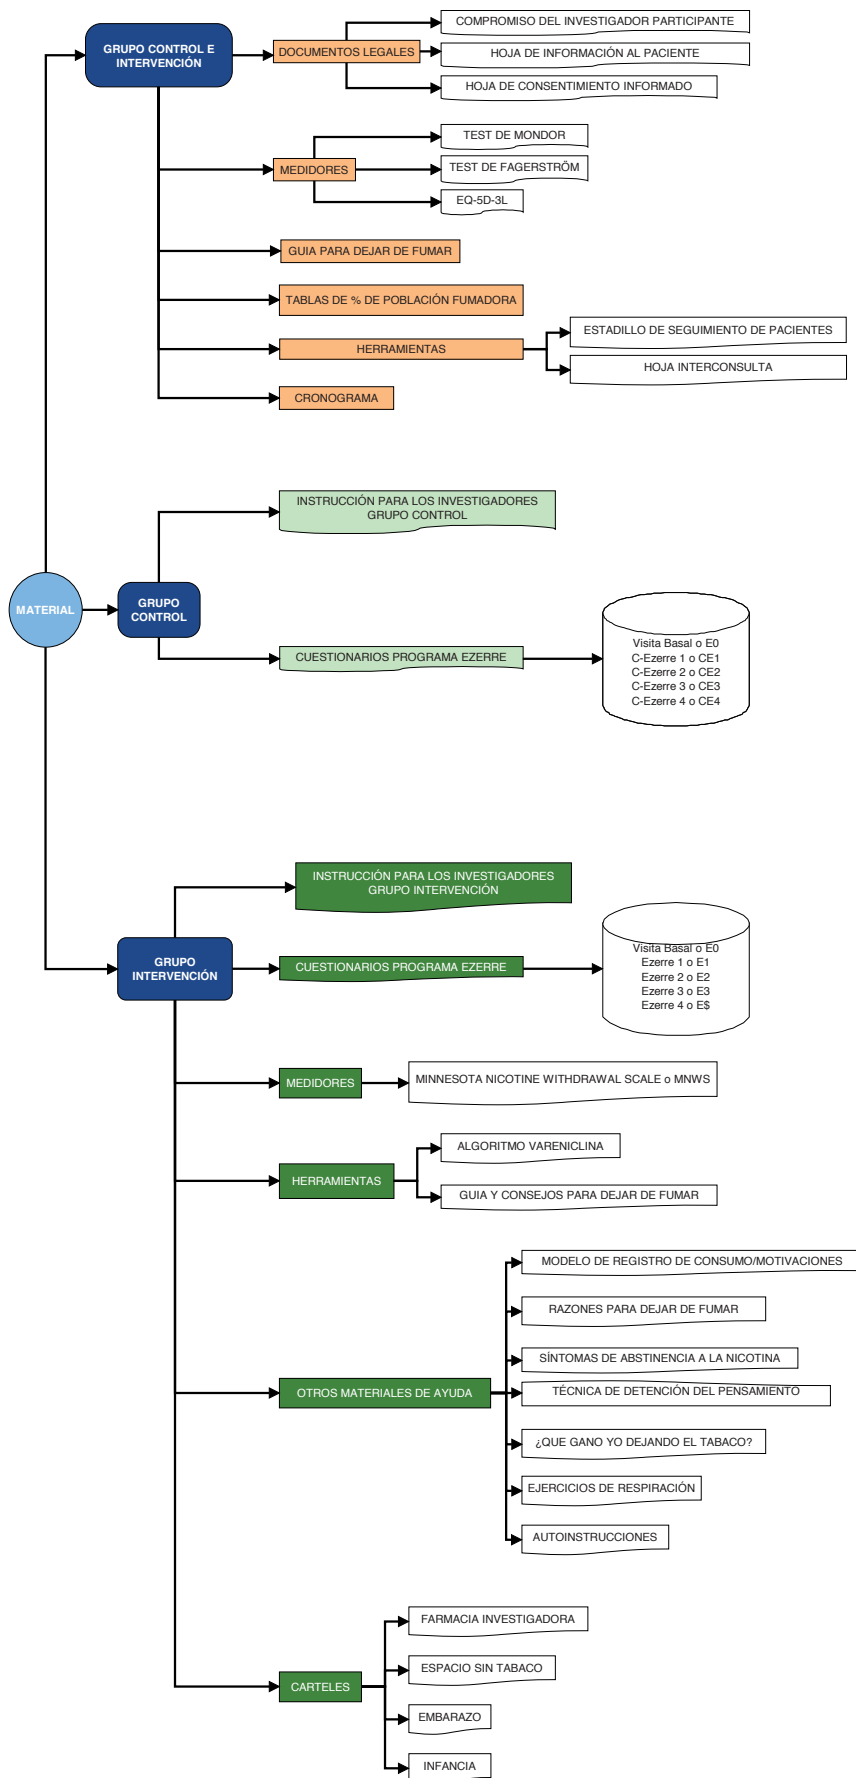 GRUPO CONTROL E
INTERVENCIÓN
DOCUMENTOS LEGALES
COMPROMISO DEL INVESTIGADOR PARTICIPANTE
HOJA DE INFORMACIÓN AL PACIENTE
HOJA DE CONSENTIMIENTO INFORMADO
MEDIDORES
TEST DE MONDOR
TEST DE FAGERSTRÖM
EQ-5D-3L
GUIA PARA DEJAR DE FUMAR
TABLAS DE % DE POBLACIÓN FUMADORA
HERRAMIENTAS
ESTADILLO DE SEGUIMIENTO DE PACIENTES
HOJA INTERCONSULTA
CRONOGRAMA
MATERIAL
GRUPO
CONTROL
INSTRUCCIÓN PARA LOS INVESTIGADORES
GRUPO CONTROL
CUESTIONARIOS PROGRAMA EZERRE
Visita Basal o E0
C-Ezerre 1 o CE1
C-Ezerre 2 o CE2
C-Ezerre 3 o CE3
C-Ezerre 4 o CE4
GRUPO
INTERVENCIÓN
INSTRUCCIÓN PARA LOS INVESTIGADORES
GRUPO INTERVENCIÓN
CUESTIONARIOS PROGRAMA EZERRE
Visita Basal o E0
Ezerre 1 o E1
Ezerre 2 o E2
Ezerre 3 o E3
Ezerre 4 o E$
MEDIDORES
MINNESOTA NICOTINE WITHDRAWAL SCALE o MNWS
HERRAMIENTAS
ALGORITMO VARENICLINA
GUIA Y CONSEJOS PARA DEJAR DE FUMAR
OTROS MATERIALES DE AYUDA
MODELO DE REGISTRO DE CONSUMO/MOTIVACIONES
RAZONES PARA DEJAR DE FUMAR
SÍNTOMAS DE ABSTINENCIA A LA NICOTINA
TÉCNICA DE DETENCIÓN DEL PENSAMIENTO
¿QUE GANO YO DEJANDO EL TABACO?
EJERCICIOS DE RESPIRACIÓN
AUTOINSTRUCCIONES
CARTELES
FARMACIA INVESTIGADORA
ESPACIO SIN TABACO
EMBARAZO
INFANCIA